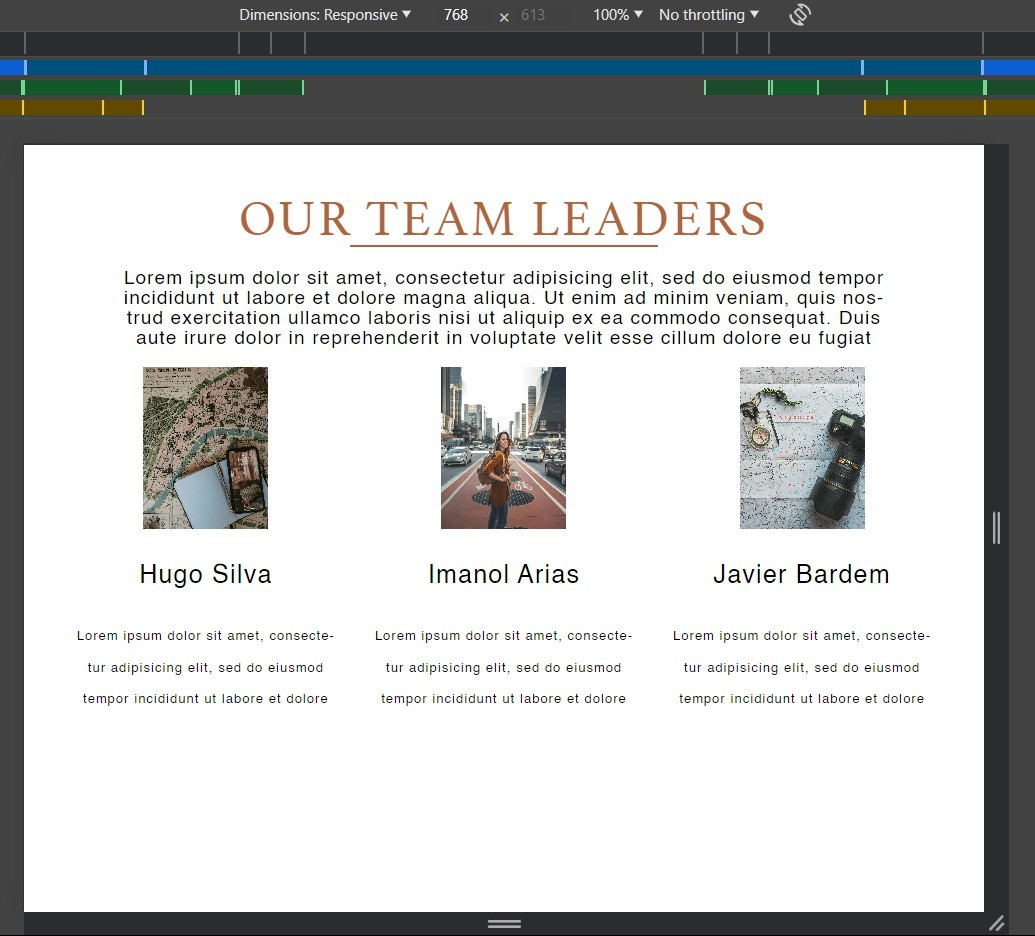 Dimensions: Responsive 768 × 613 100% No throttling
OUR TEAM LEADERS
Lorem ipsum dolor sit amet, consectetur adipisicing elit, sed do eiusmod tempor
incididunt ut labore et dolore magna aliqua. Ut enim ad minim veniam, quis nos-
trud exercitation ullamco laboris nisi ut aliquip ex ea commodo consequat. Duis
aute irure dolor in reprehenderit in voluptate velit esse cillum dolore eu fugiat
Hugo Silva
Lorem ipsum dolor sit amet, consecte-
tur adipisicing elit, sed do eiusmod
tempor incididunt ut labore et dolore
Imanol Arias
Lorem ipsum dolor sit amet, consecte-
tur adipisicing elit, sed do eiusmod
tempor incididunt ut labore et dolore
Javier Bardem
Lorem ipsum dolor sit amet, consecte-
tur adipisicing elit, sed do eiusmod
tempor incididunt ut labore et dolore